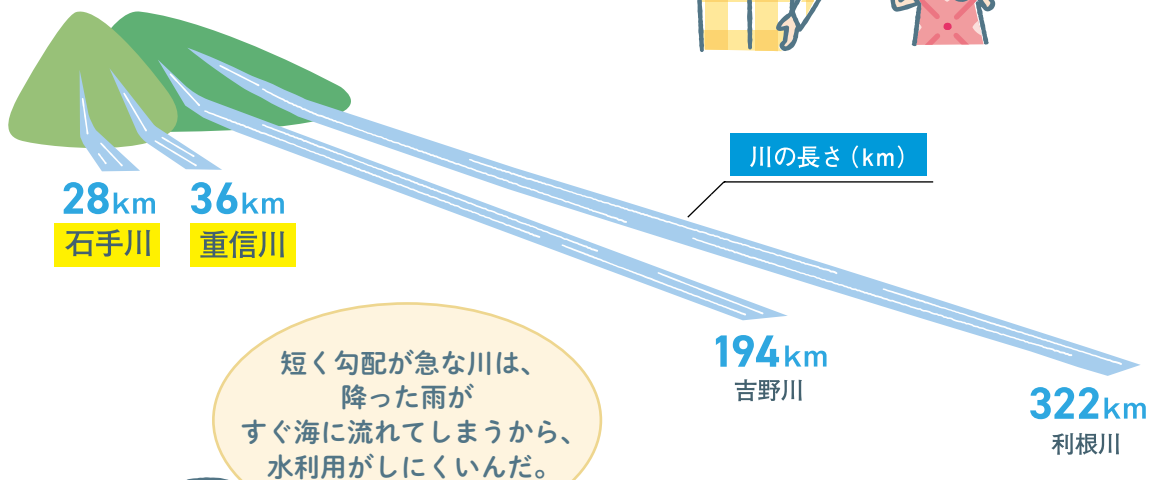 川の長さ（km）
28km
石手川
36km
重信川
194km
吉野川
322km
利根川
短く勾配が急な川は、
降った雨が
すぐ海に流れてしまうから、
水利用がしにくいんだ。